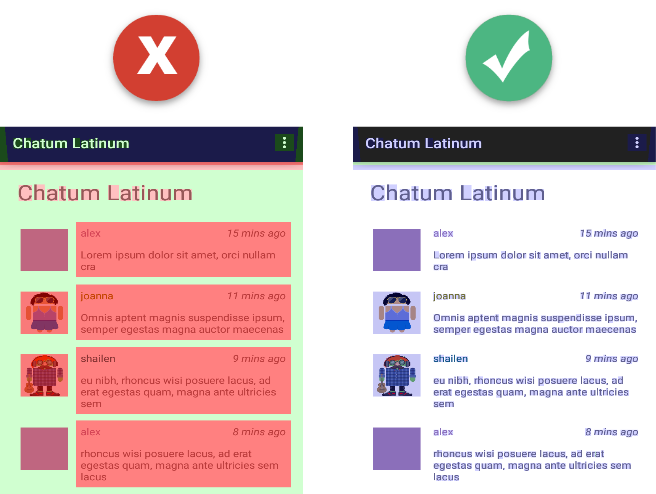 X
Chatum Latinum
Chatum Latinum
alex 15 mins ago
Lorem ipsum dolor sit amet, orci nullam
cra
joanna 11 mins ago
Omnis aptent magnis suspendisse ipsum,
semper egestas magna auctor maecenas
shailen 9 mins ago
eu nibh, rhoncus wisi posuere lacus, ad
erat egestas quam, magna ante ultricies
sem
alex 8 mins ago
rhoncus wisi posuere lacus, ad erat
egestas quam, magna ante ultricies sem
lacus
Chatum Latinum
Chatum Latinum
alex 15 mins ago
Lorem ipsum dolor sit amet, orci nullam
cra
joanna 11 mins ago
Omnis aptent magnis suspendisse ipsum,
semper egestas magna auctor maecenas
shailen 9 mins ago
eu nibh, rhoncus wisi posuere lacus, ad
erat egestas quam, magna ante ultricies
sem
alex 8 mins ago
rhoncus wisi posuere lacus, ad erat
egestas quam, magna ante ultricies sem
lacus